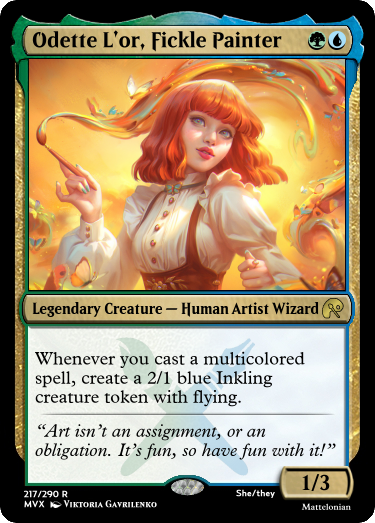 Odette L'or, Fickle Painter
Legendary Creature — Human Artist Wizard
Whenever you cast a multicolored
spell, create a 2/1 blue Inkling
creature token with flying.
“Art isn't an assignment, or an
obligation. It's fun, so have fun with it!”
1/3
217/290 R
She/they
MVX Viktoria Gavrilenko
Mattelonian